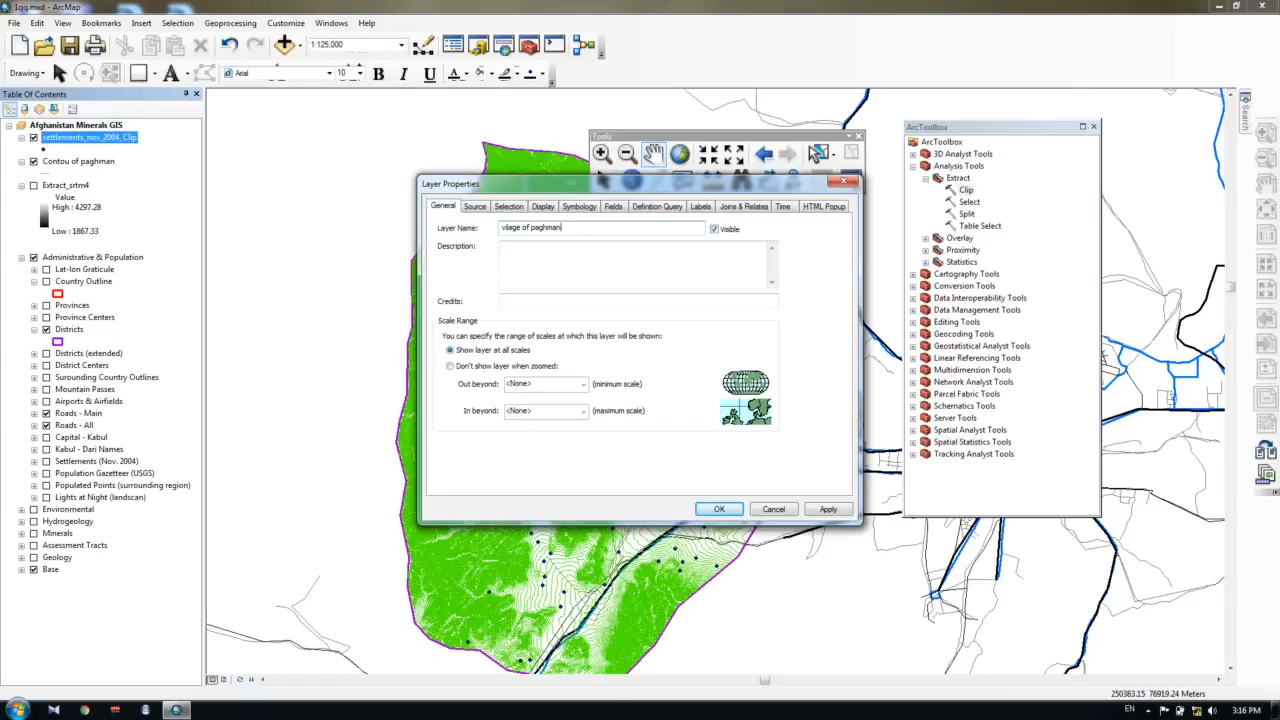 1qq.mxd - ArcMap
File Edit View Bookmarks Insert Selection Geoprocessing Customize Windows Help
1:125,000
Drawing
Arial
10
B I U A
Table Of Contents
Afghanistan Minerals GIS
settlements_nov_2004_Clip
Contou of paghman
Extract_srtm4
Value
High : 4297.28
Low : 1867.33
Administrative & Population
Lat-lon Graticule
Country Outline
Provinces
Province Centers
Districts
Districts (extended)
District Centers
Surounding Country Outlines
Mountain Passes
Airports & Airfields
Roads - Main
Roads - All
Capital - Kabul
Kabul - Dari Names
Settlements (Nov. 2004)
Population Gazetteer (USGS)
Populated Points (surrounding region)
Lights at Night (landscan)
Environmental
Hydrogeology
Minerals
Assessment Tracts
Geology
Base
Tools
Layer Properties
General Source Selection Display Symbology Fields Definition Query Labels Joins & Relates Time HTML Popup
Layer Name: vilage of paghman
Visible
Description:
Credits:
Scale Range
You can specify the range of scales at which this layer will be shown:
Show layer at all scales
Don't show layer when zoomed:
Out beyond: <None> (minimum scale)
In beyond: <None> (maximum scale)
OK Cancel Apply
ArcToolbox
ArcToolbox
3D Analyst Tools
Analysis Tools
Extract
Clip
Select
Split
Table Select
Overlay
Proximity
Statistics
Cartography Tools
Conversion Tools
Data Interoperability Tools
Data Management Tools
Editing Tools
Geocoding Tools
Geostatistical Analyst Tools
Linear Referencing Tools
Multidimension Tools
Network Analyst Tools
Parcel Fabric Tools
Schematics Tools
Server Tools
Spatial Analyst Tools
Spatial Statistics Tools
Tracking Analyst Tools
Search
250383.15 76919.24 Meters
EN
3:16 PM